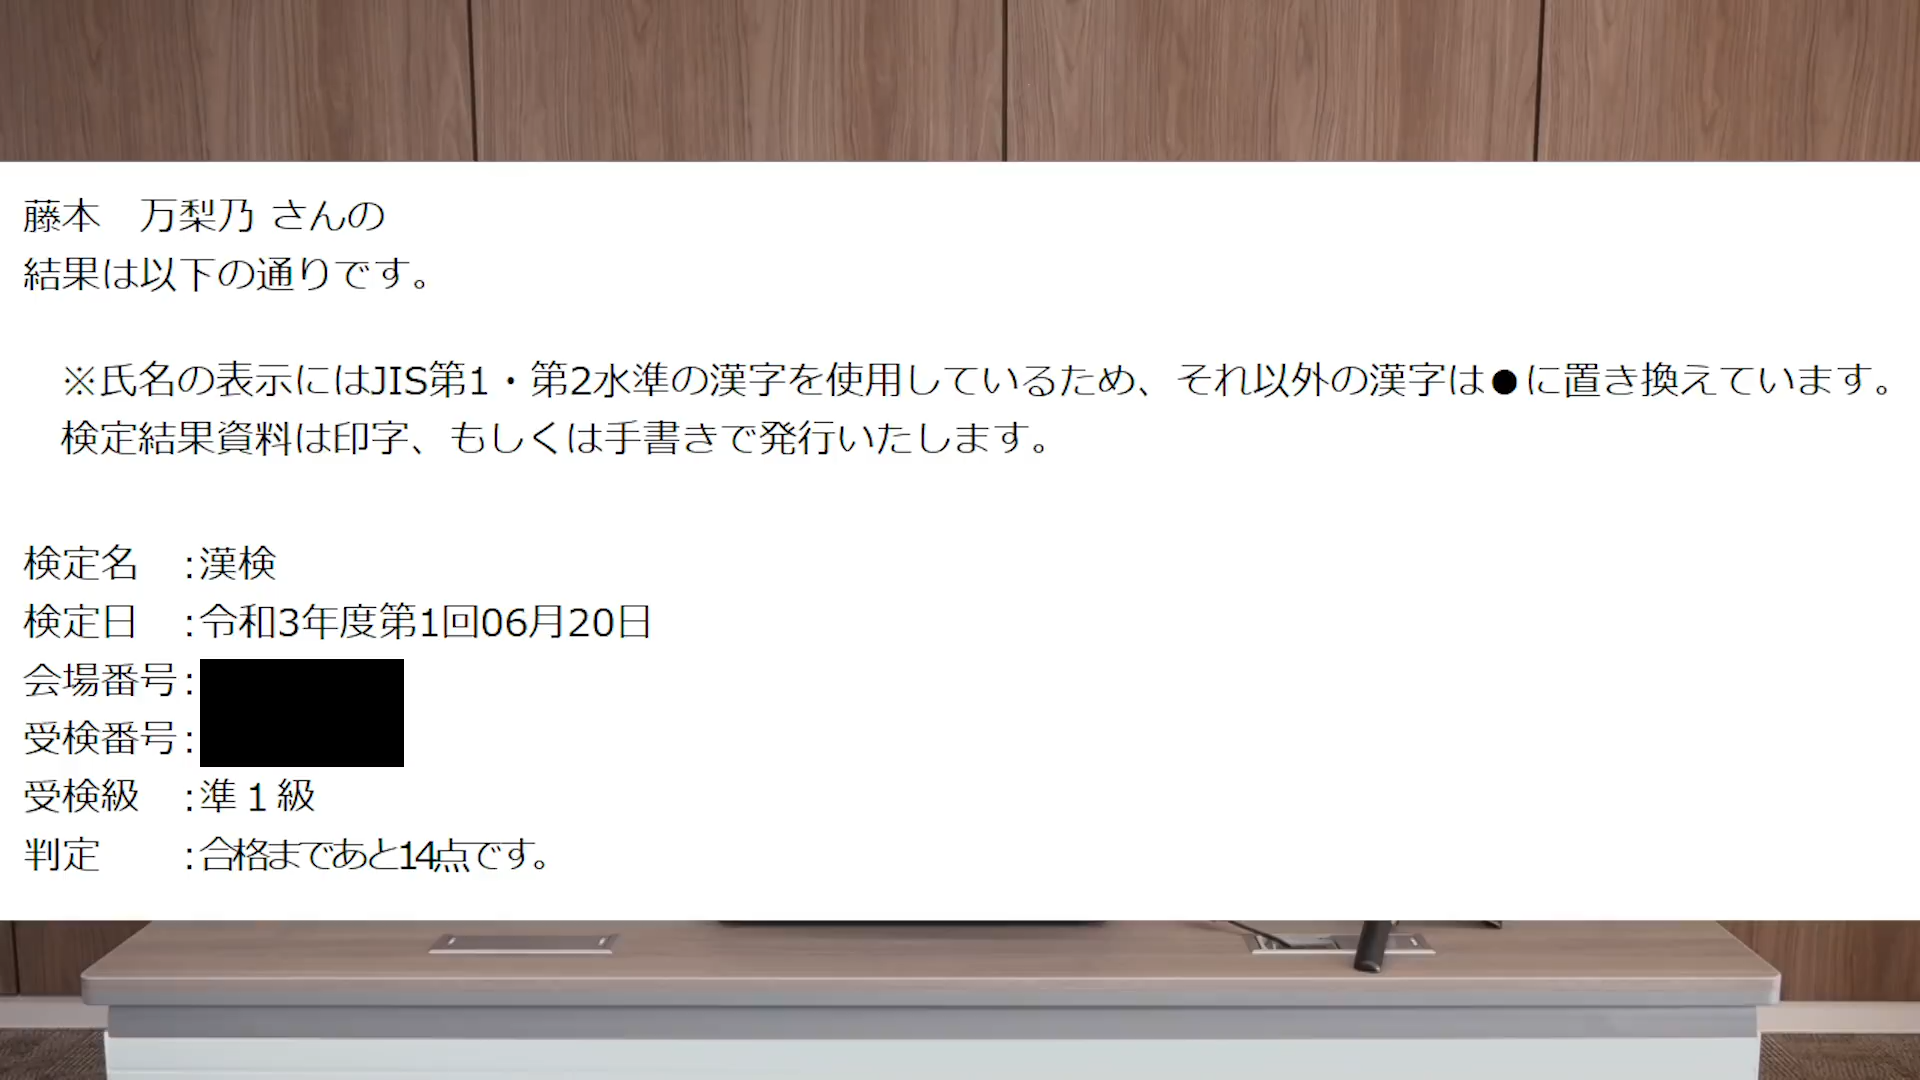 藤本　万梨乃 さんの
結果は以下の通りです。
※氏名の表示にはJIS第1・第2水準の漢字を使用しているため、それ以外の漢字は●に置き換えています。
検定結果資料は印字、もしくは手書きで発行いたします。
検定名　:漢検
検定日　:令和3年度第1回06月20日
会場番号:
受検番号:
受検級　:準１級
判定　　:合格まであと14点です。